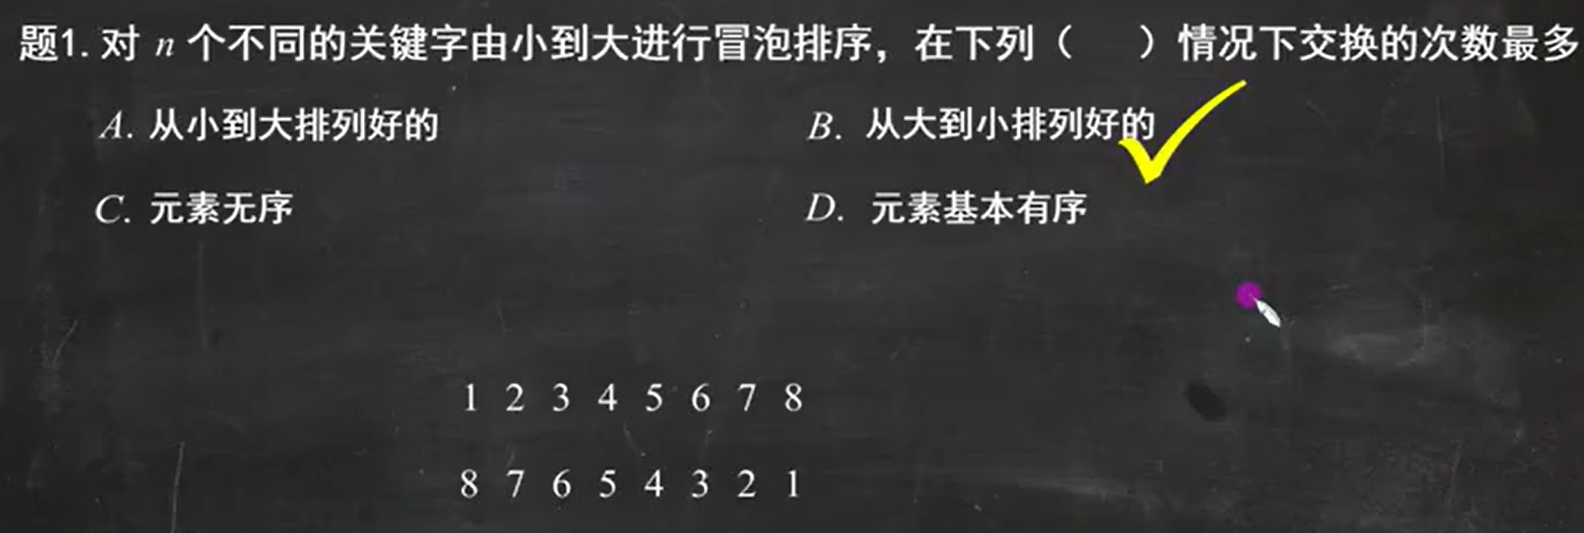 题1. 对 n 个不同的关键字由小到大进行冒泡排序，在下列（ ）情况下交换的次数最多
A. 从小到大排列好的 B. 从大到小排列好的
C. 元素无序 D. 元素基本有序
1 2 3 4 5 6 7 8
8 7 6 5 4 3 2 1